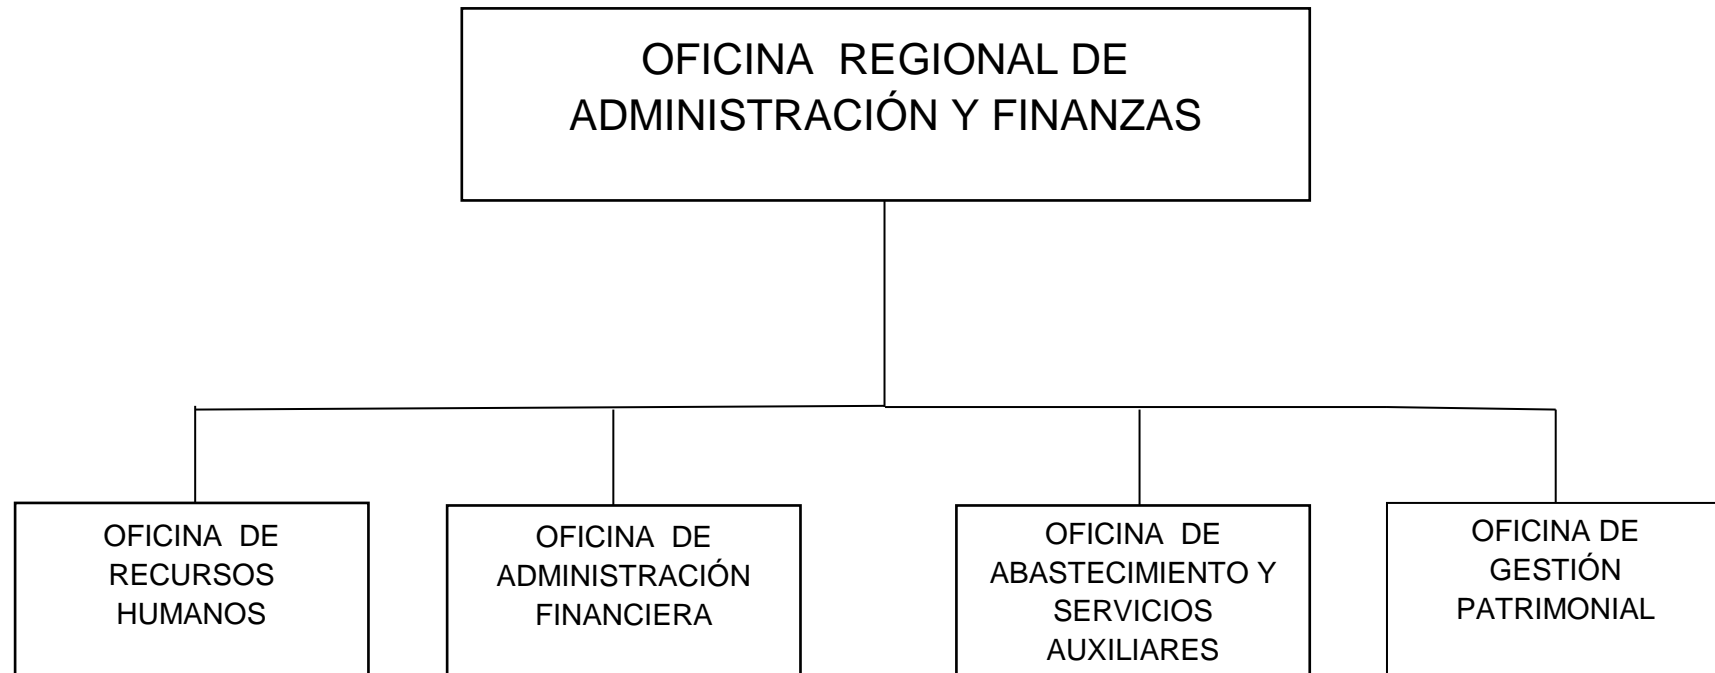 OFICINA  REGIONAL DE
ADMINISTRACIÓN Y FINANZAS
OFICINA  DE
RECURSOS
HUMANOS
OFICINA  DE
ADMINISTRACIÓN
FINANCIERA
OFICINA  DE
ABASTECIMIENTO Y
SERVICIOS
AUXILIARES
OFICINA DE
GESTIÓN
PATRIMONIAL